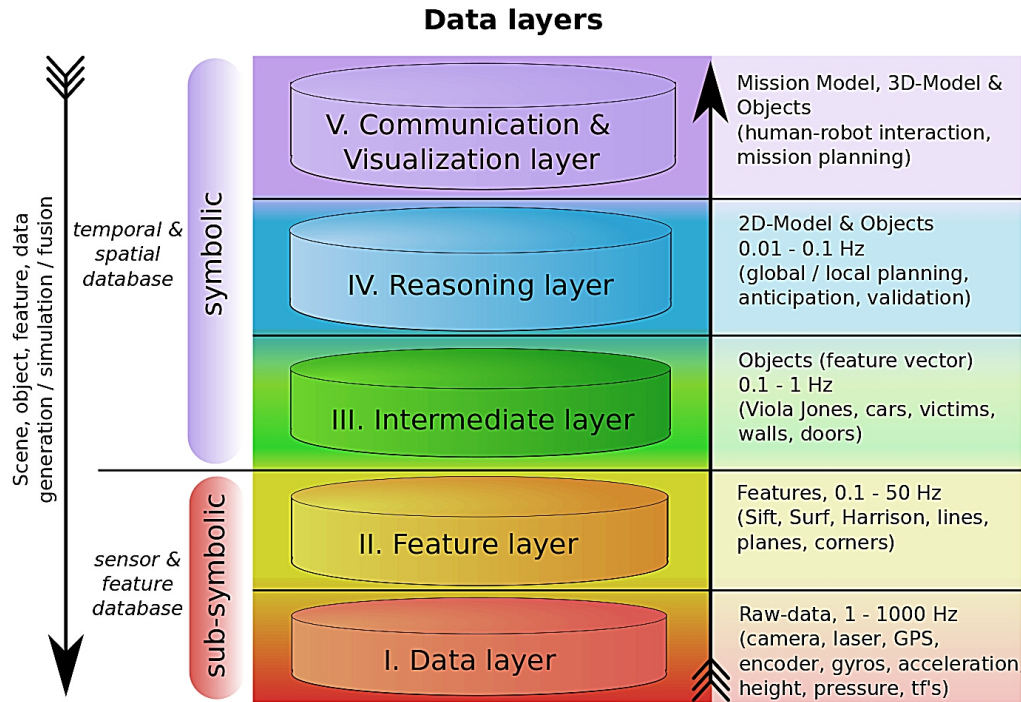 Data layers
Scene, object, feature, data
generation / simulation / fusion
temporal &
spatial
database
symbolic
sensor &
feature
database
sub-symbolic
V. Communication &
Visualization layer
Mission Model, 3D-Model &
Objects
(human-robot interaction,
mission planning)
IV. Reasoning layer
2D-Model & Objects
0.01 - 0.1 Hz
(global / local planning,
anticipation, validation)
III. Intermediate layer
Objects (feature vector)
0.1 - 1 Hz
(Viola Jones, cars, victims,
walls, doors)
II. Feature layer
Features, 0.1 - 50 Hz
(Sift, Surf, Harrison, lines,
planes, corners)
I. Data layer
Raw-data, 1 - 1000 Hz
(camera, laser, GPS,
encoder, gyros, acceleration
height, pressure, tf's)